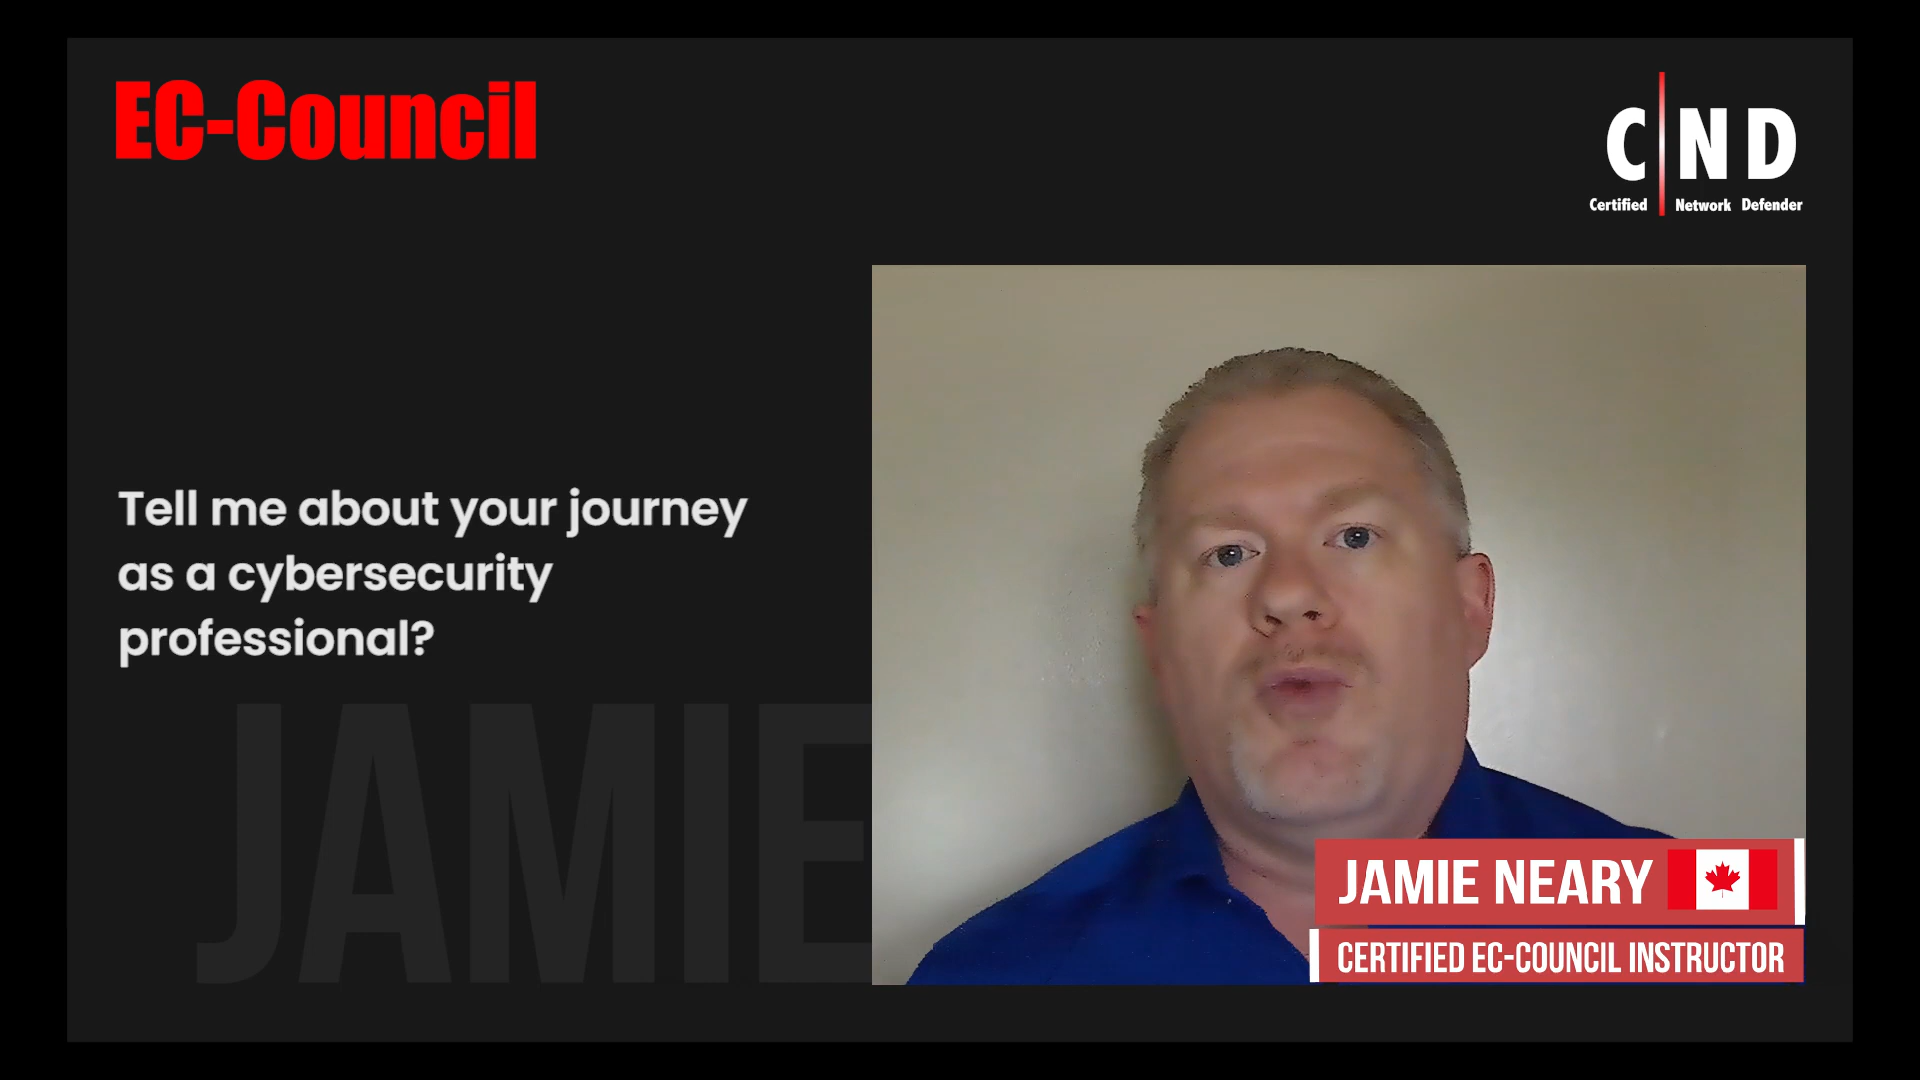 EC-Council
C|ND
Certified Network Defender
Tell me about your journey
as a cybersecurity
professional?
JAMIE
JAMIE NEARY
CERTIFIED EC-COUNCIL INSTRUCTOR